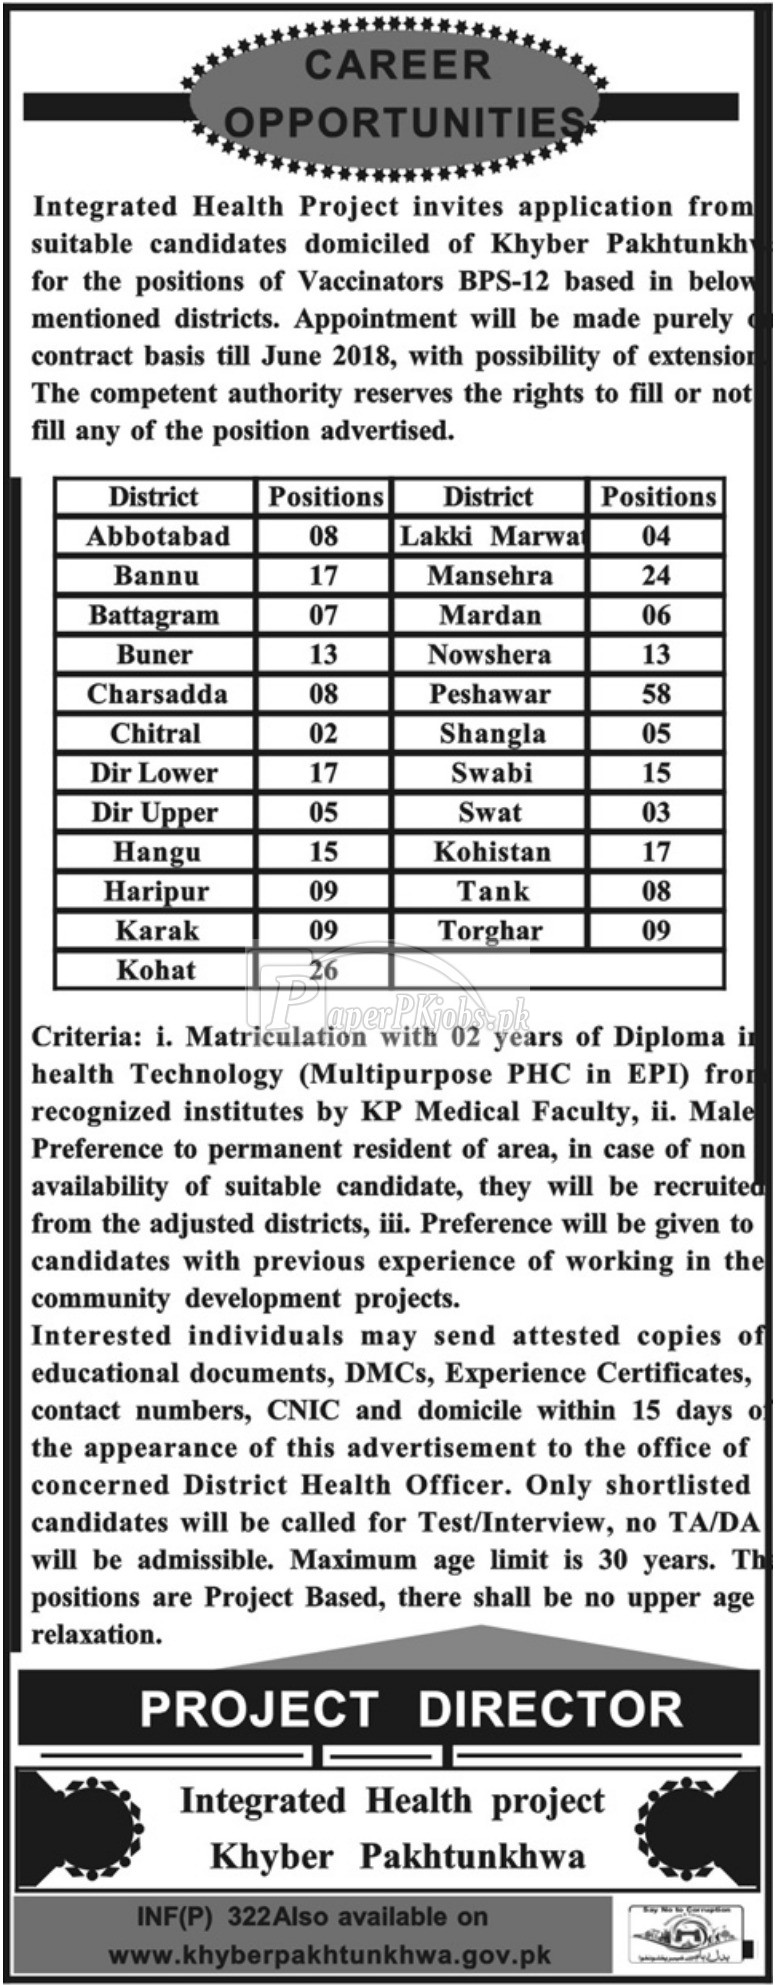 CAREER
OPPORTUNITIES
Integrated Health Project invites application from
suitable candidates domiciled of Khyber Pakhtunkhw
for the positions of Vaccinators BPS-12 based in below
mentioned districts. Appointment will be made purely on
contract basis till June 2018, with possibility of extension.
The competent authority reserves the rights to fill or not
fill any of the position advertised.
District Positions District Positions
Abbotabad 08 Lakki Marwat 04
Bannu 17 Mansehra 24
Battagram 07 Mardan 06
Buner 13 Nowshera 13
Charsadda 08 Peshawar 58
Chitral 02 Shangla 05
Dir Lower 17 Swabi 15
Dir Upper 05 Swat 03
Hangu 15 Kohistan 17
Haripur 09 Tank 08
Karak 09 Torghar 09
Kohat 26
PaperPKjobs.pk
Criteria: i. Matriculation with 02 years of Diploma in
health Technology (Multipurpose PHC in EPI) from
recognized institutes by KP Medical Faculty, ii. Male
Preference to permanent resident of area, in case of non
availability of suitable candidate, they will be recruited
from the adjusted districts, iii. Preference will be given to
candidates with previous experience of working in the
community development projects.
Interested individuals may send attested copies of
educational documents, DMCs, Experience Certificates,
contact numbers, CNIC and domicile within 15 days of
the appearance of this advertisement to the office of
concerned District Health Officer. Only shortlisted
candidates will be called for Test/Interview, no TA/DA
will be admissible. Maximum age limit is 30 years. The
positions are Project Based, there shall be no upper age
relaxation.
PROJECT DIRECTOR
Integrated Health project
Khyber Pakhtunkhwa
INF(P) 322Also available on
www.khyberpakhtunkhwa.gov.pk
Say No to Corruption